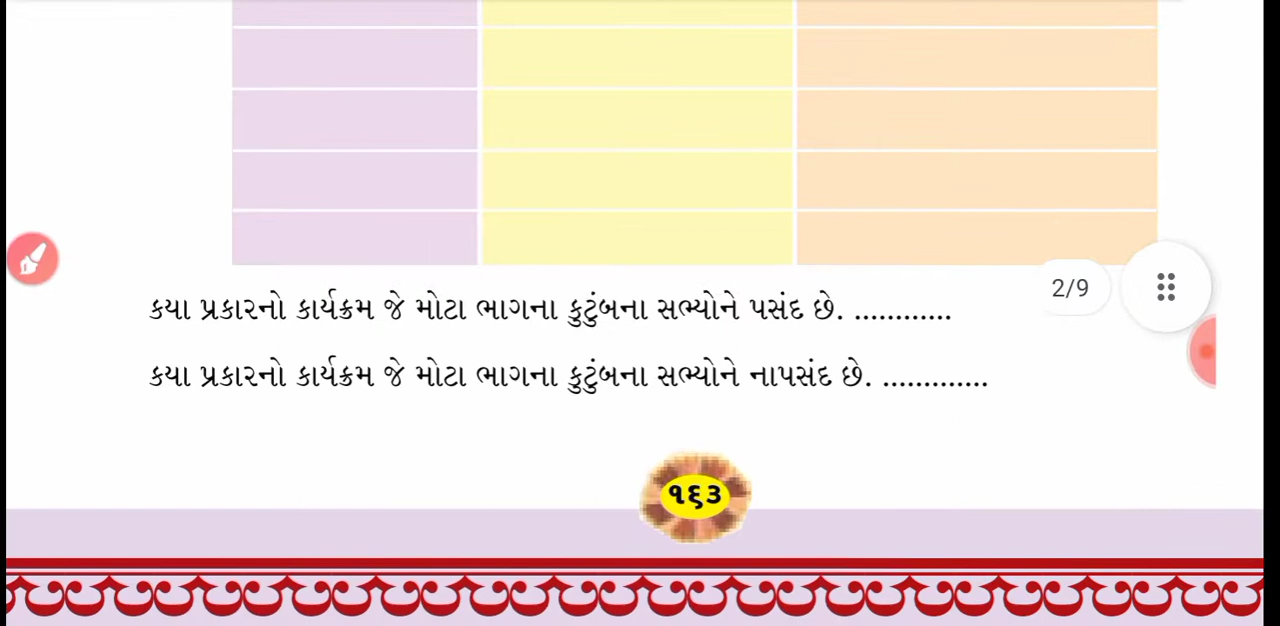 2/9
કયા પ્રકારનો કાર્યક્રમ જે મોટા ભાગના કુટુંબના સભ્યોને પસંદ છે. ............
કયા પ્રકારનો કાર્યક્રમ જે મોટા ભાગના કુટુંબના સભ્યોને નાપસંદ છે. .............
૧૬૩